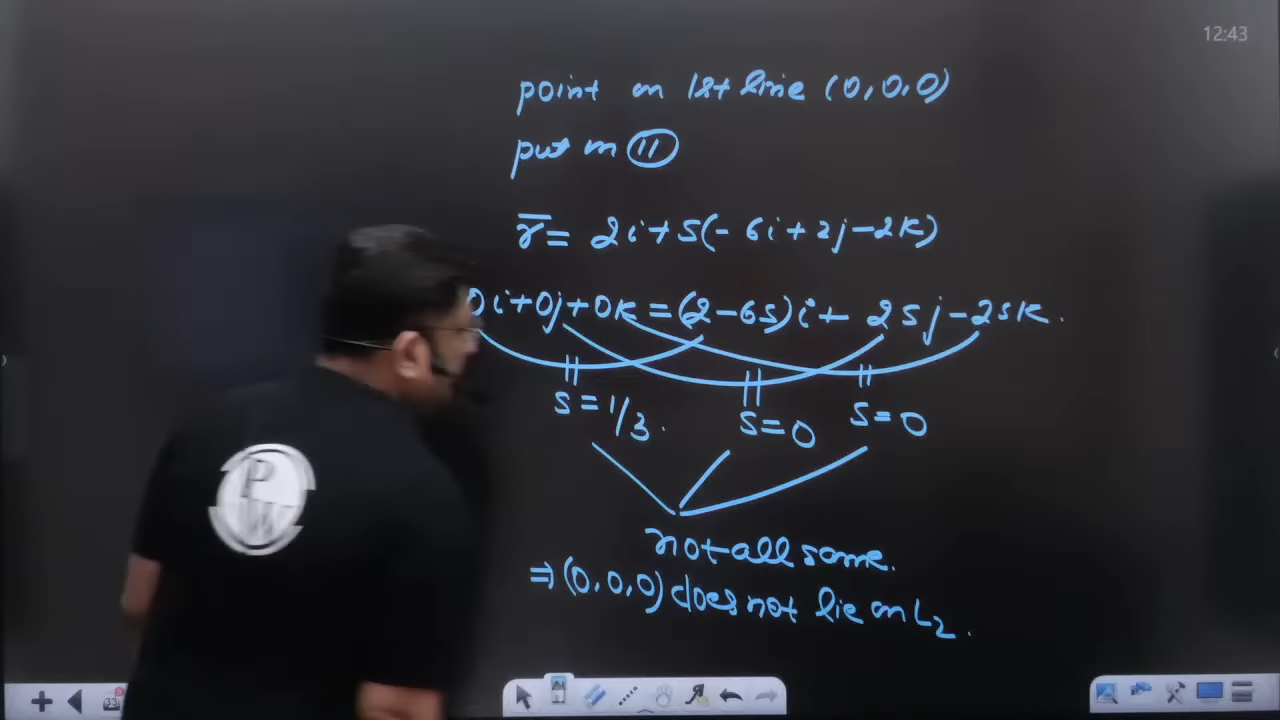 12:43
point on 1st line (0,0,0)
put in (11)
r̅ = 2i+s(-6i+2j-2k)
0i+0j+0k=(2-6s)i+ 2sj-2sk.
s=1/3. s=0 s=0
not all same.
⇒(0,0,0) does not lie on L₂.
PW
33